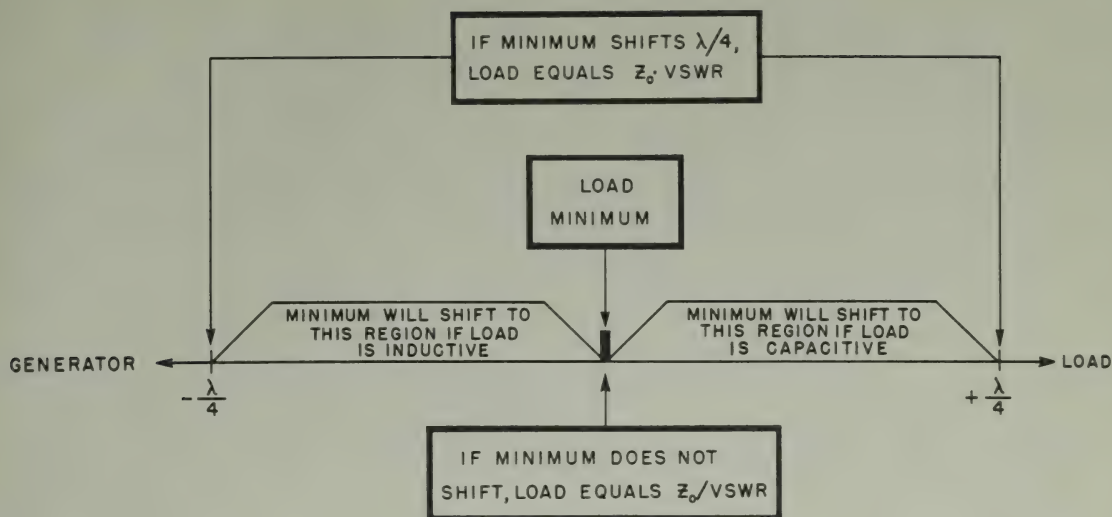 IF MINIMUM SHIFTS λ/4,
LOAD EQUALS Z₀·VSWR
LOAD
MINIMUM
MINIMUM WILL SHIFT TO
THIS REGION IF LOAD
IS INDUCTIVE
MINIMUM WILL SHIFT TO
THIS REGION IF LOAD
IS CAPACITIVE
GENERATOR
LOAD
-λ/4
+λ/4
IF MINIMUM DOES NOT
SHIFT, LOAD EQUALS Z₀/VSWR